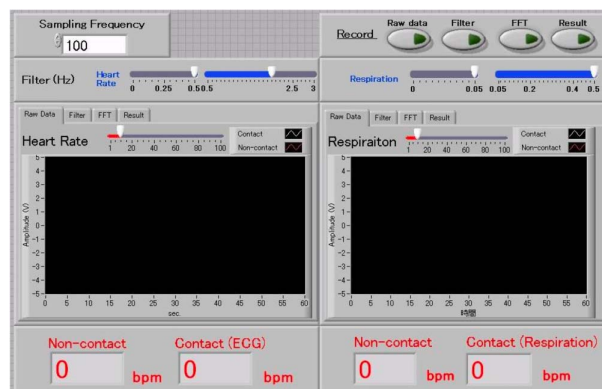 Sampling Frequency
100
Record Raw data Filter FFT Result
Filter (Hz) Heart Rate 0 0.25 0.5 0.5 2.5 3
Respiration 0 0.05 0.05 0.2 0.4 0.5
Raw Data Filter FFT Result
Heart Rate 1 20 40 60 80 100 Contact Non-contact
Amplitude (V)
5 4 3 2 1 0 -1 -2 -3 -4 -5
0 5 10 15 20 25 30 35 40 45 50 55 60
sec.
Raw Data Filter FFT Result
Respiraiton 1 20 40 60 80 100 Contact Non-contact
Amplitude (V)
5 4 3 2 1 0 -1 -2 -3 -4 -5
0 5 10 15 20 25 30 35 40 45 50 55 60
時間
Non-contact Contact (ECG)
0 bpm 0 bpm
Non-contact Contact (Respiration)
0 bpm 0 bpm